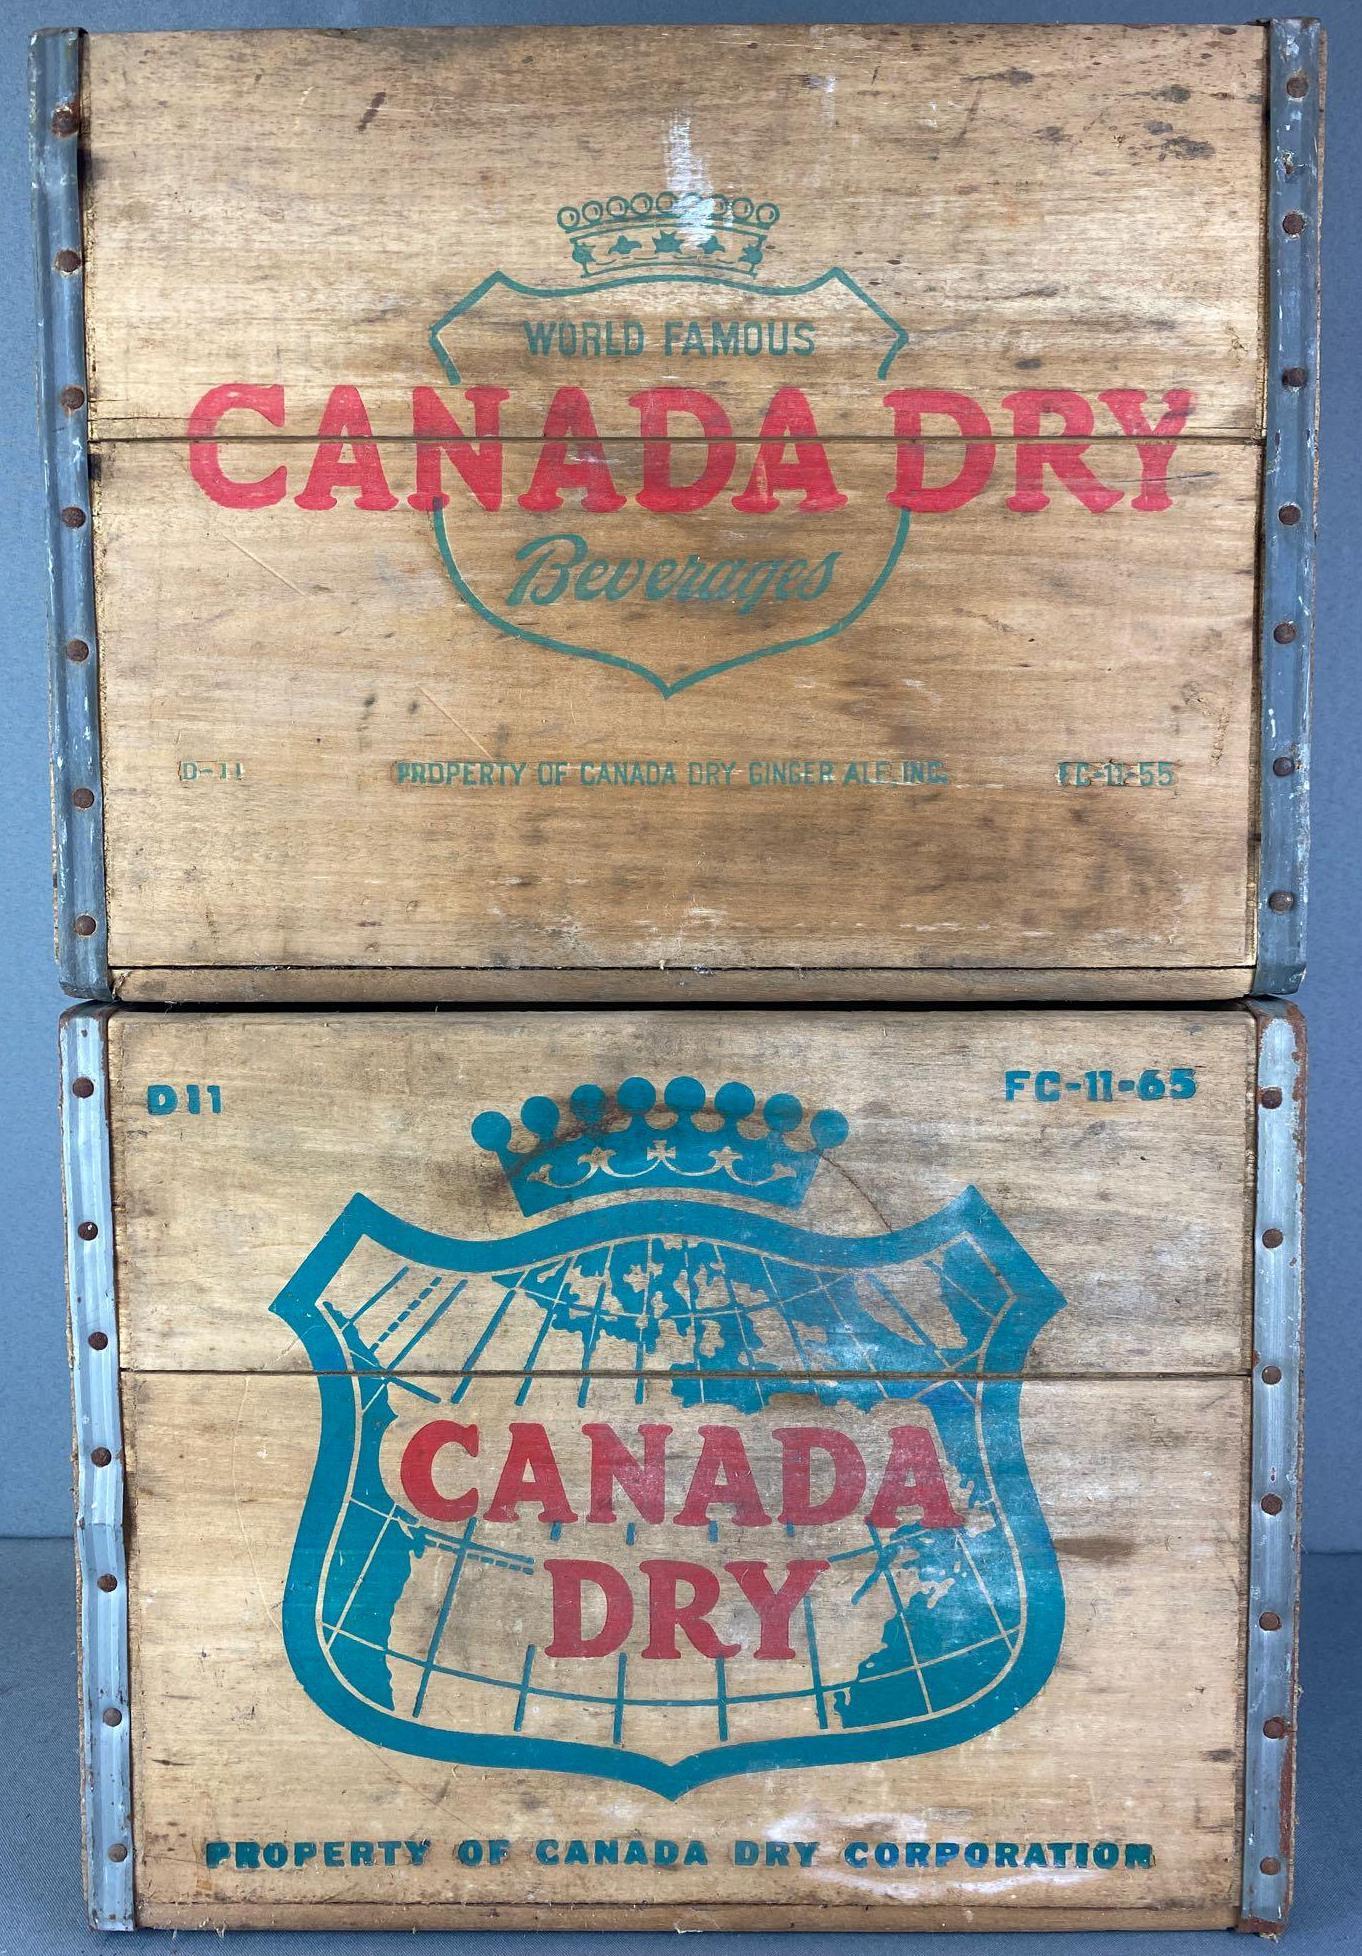 WORLD FAMOUS
CANADA DRY
Beverages
D-11 PROPERTY OF CANADA DRY GINGER ALE, INC. FC-11-55
D11 FC-11-65
CANADA
DRY
PROPERTY OF CANADA DRY CORPORATION